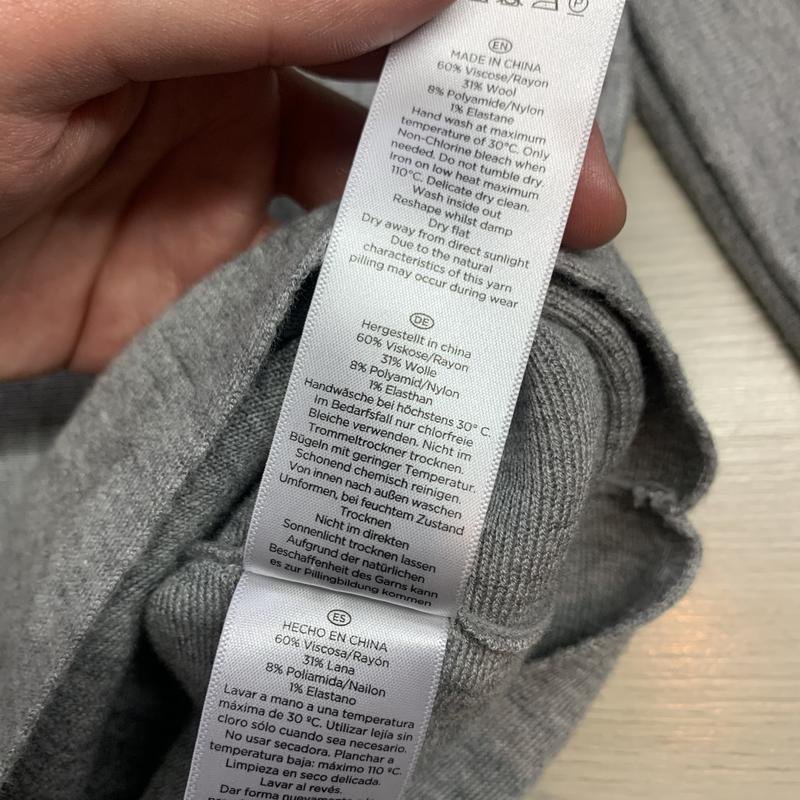 EN
MADE IN CHINA
60% Viscose/Rayon
31% Wool
8% Polyamide/Nylon
1% Elastane
Hand wash at maximum
temperature of 30°C. Only
Non-Chlorine bleach when
needed. Do not tumble dry.
Iron on low heat maximum
110°C. Delicate dry clean.
Wash inside out
Reshape whilst damp
Dry flat
Dry away from direct sunlight
Due to the natural
characteristics of this yarn
pilling may occur during wear
DE
Hergestellt in china
60% Viskose/Rayon
31% Wolle
8% Polyamid/Nylon
1% Elasthan
Handwäsche bei höchstens 30° C.
im Bedarfsfall nur chlorfreie
Bleiche verwenden. Nicht im
Trommeltrockner trocknen.
Bügeln mit geringer Temperatur.
Schonend chemisch reinigen.
Von innen nach außen waschen
Umformen, bei feuchtem Zustand
Trocknen
Nicht im direkten
Sonnenlicht trocknen lassen
Aufgrund der natürlichen
Beschaffenheit des Garns kann
es zur Pillingbildung kommen
ES
HECHO EN CHINA
60% Viscosa/Rayón
31% Lana
8% Poliamida/Nailon
1% Elastano
Lavar a mano a una temperatura
máxima de 30 ºC. Utilizar lejía sin
cloro sólo cuando sea necesario.
No usar secadora. Planchar a
temperatura baja: máximo 110 ºC.
Limpieza en seco delicada.
Lavar al revés.
Dar forma nuevamente